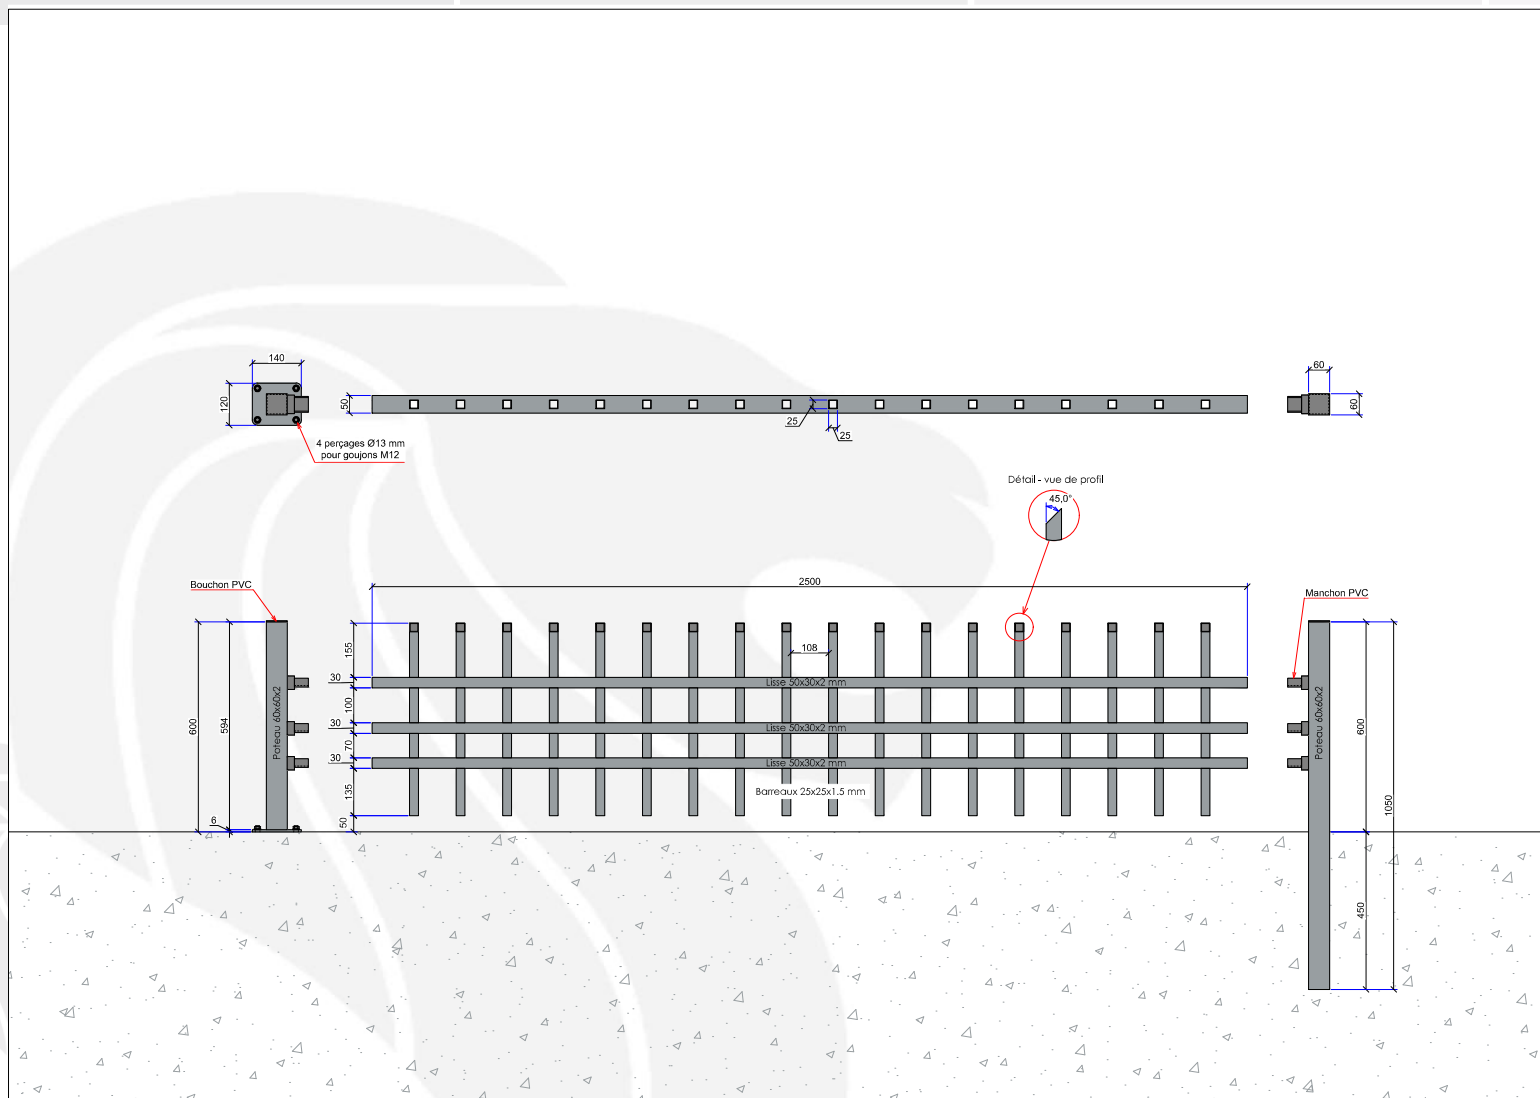 140
120
4 perçages Ø13 mm
pour goujons M12
50
25
25
60
60
Détail - vue de profil
45,0°
Bouchon PVC
2500
Manchon PVC
600
594
6
Poteau 60x60x2
155
30
100
30
70
30
135
50
108
Lisse 50x30x2 mm
Lisse 50x30x2 mm
Lisse 50x30x2 mm
Barreaux 25x25x1.5 mm
Poteau 60x60x2
600
1050
450